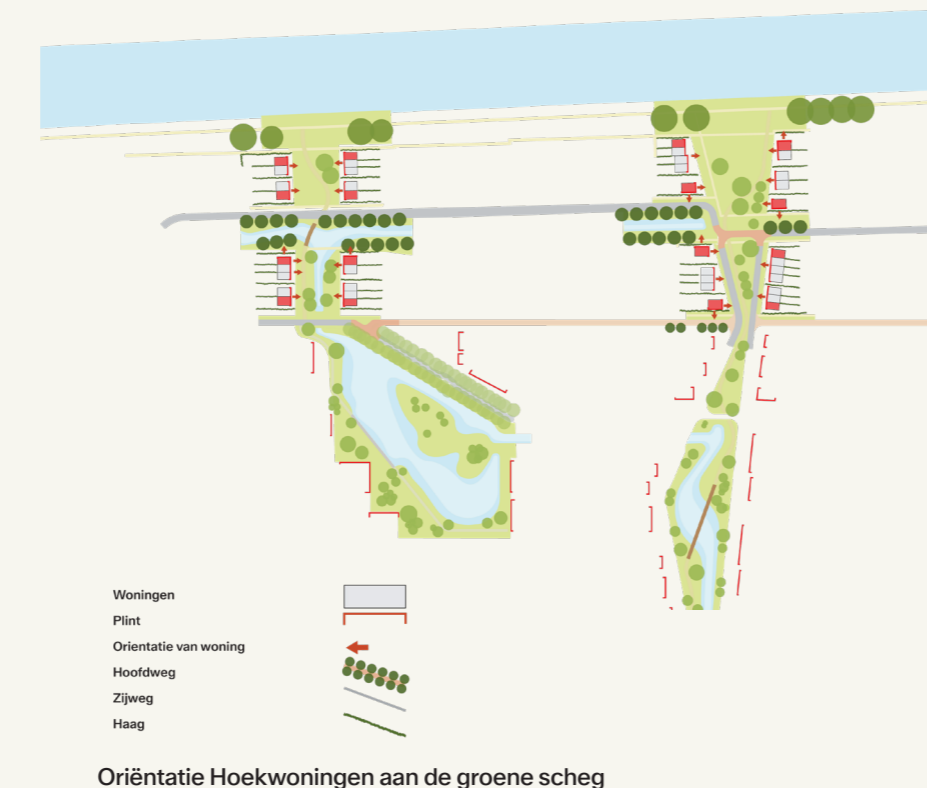 Woningen
Plint
Orientatie van woning
Hoofdweg
Zijweg
Haag
Oriëntatie Hoekwoningen aan de groene scheg